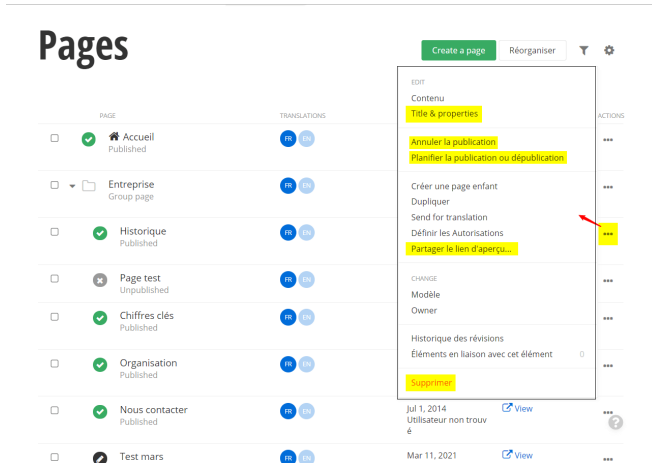 Pages
Create a page
Réorganiser
PAGE
TRANSLATIONS
ACTIONS
EDIT
Contenu
Title & properties
Annuler la publication
Planifier la publication ou dépublication
Créer une page enfant
Dupliquer
Send for translation
Définir les Autorisations
Partager le lien d'aperçu...
CHANGE
Modèle
Owner
Historique des révisions
Éléments en liaison avec cet élément 0
Supprimer
Accueil
Published
FR EN
Entreprise
Group page
FR EN
Historique
Published
FR EN
Page test
Unpublished
FR EN
Chiffres clés
Published
FR EN
Organisation
Published
FR EN
Nous contacter
Published
FR EN
Jul 1, 2014
Utilisateur non trouv
é
View
?
Test mars
FR EN
Mar 11, 2021
View